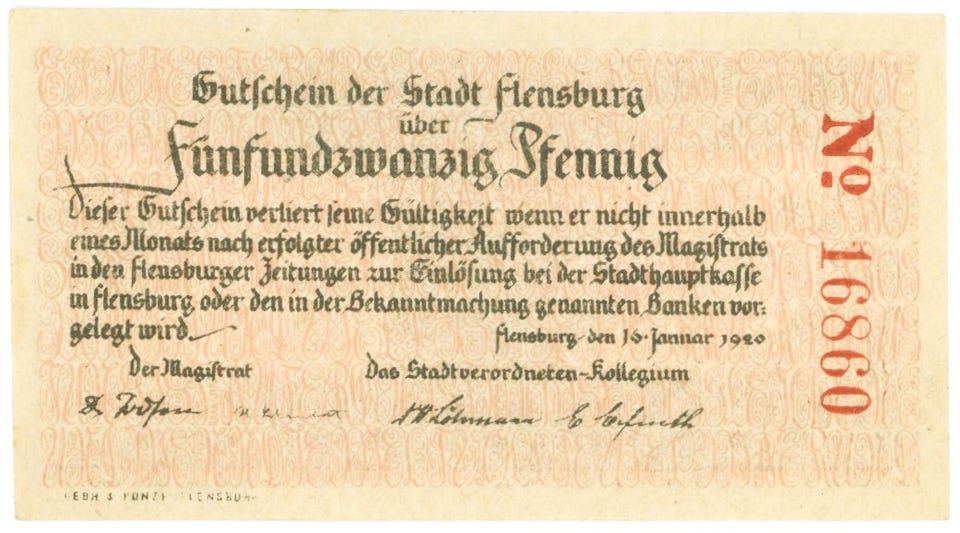 Gutschein der Stadt Flensburg
über
Fünfundzwanzig Pfennig
Dieser Gutschein verliert seine Gültigkeit wenn er nicht innerhalb
eines Monats nach erfolgter öffentlicher Aufforderung des Magistrats
in den Flensburger Zeitungen zur Einlösung bei der Stadthauptkasse
in Flensburg oder den in der Bekanntmachung genannten Banken vor=
gelegt wird.
Flensburg den 16. Januar 1920
Der Magistrat Das Stadtverordneten-Kollegium
FLENSBURG
No. 16860